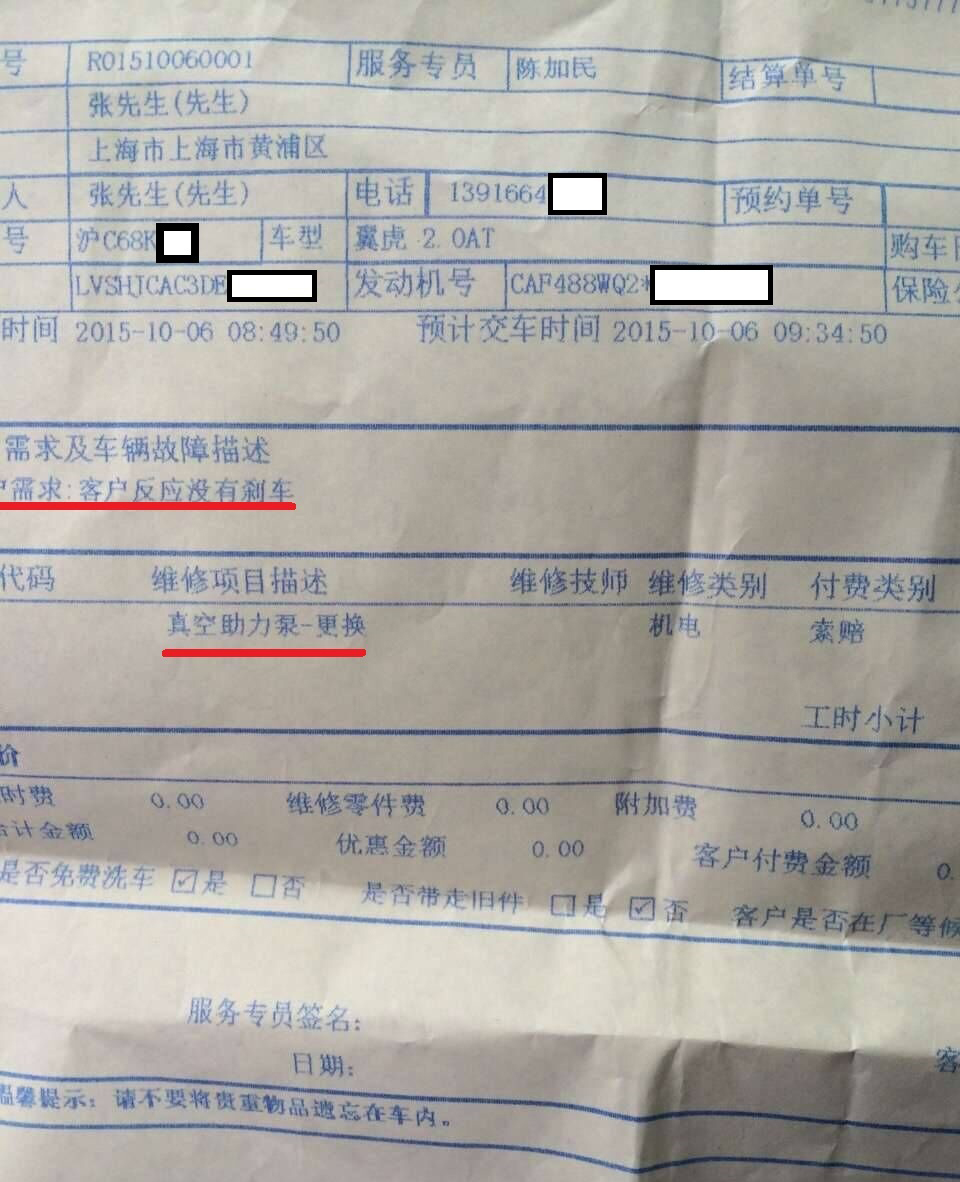 号 R01510060001 服务专员 陈加民 结算单号
张先生(先生)
上海市上海市黄浦区
人 张先生(先生) 电话 1391664 预约单号
号 沪C68K 车型 翼虎 2.0AT 购车日
LVSHJCAC3DE 发动机号 CAF488WQ2* 保险公
时间 2015-10-06 08:49:50 预计交车时间 2015-10-06 09:34:50
需求及车辆故障描述
户需求:客户反应没有刹车
代码 维修项目描述 维修技师 维修类别 付费类别
真空助力泵-更换 机电 索赔
工时小计
价
时费 0.00 维修零件费 0.00 附加费 0.00
合计金额 0.00 优惠金额 0.00 客户付费金额 0.
是否免费洗车 ☑是 □否 是否带走旧件 □是 ☑否 客户是否在厂等候
服务专员签名:
日期: 客
温馨提示: 请不要将贵重物品遗忘在车内。